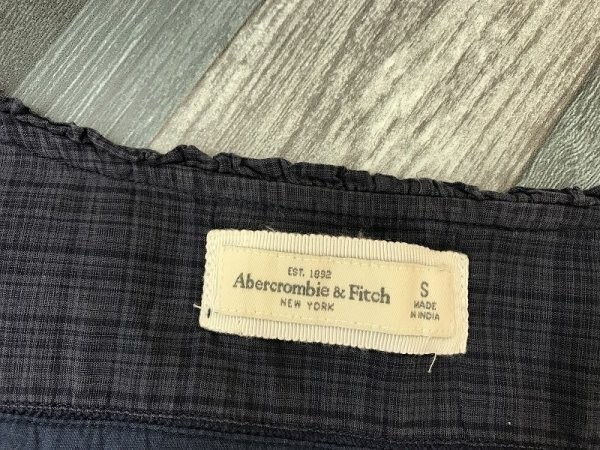 EST. 1892
Abercrombie & Fitch
NEW YORK
S
MADE
IN INDIA